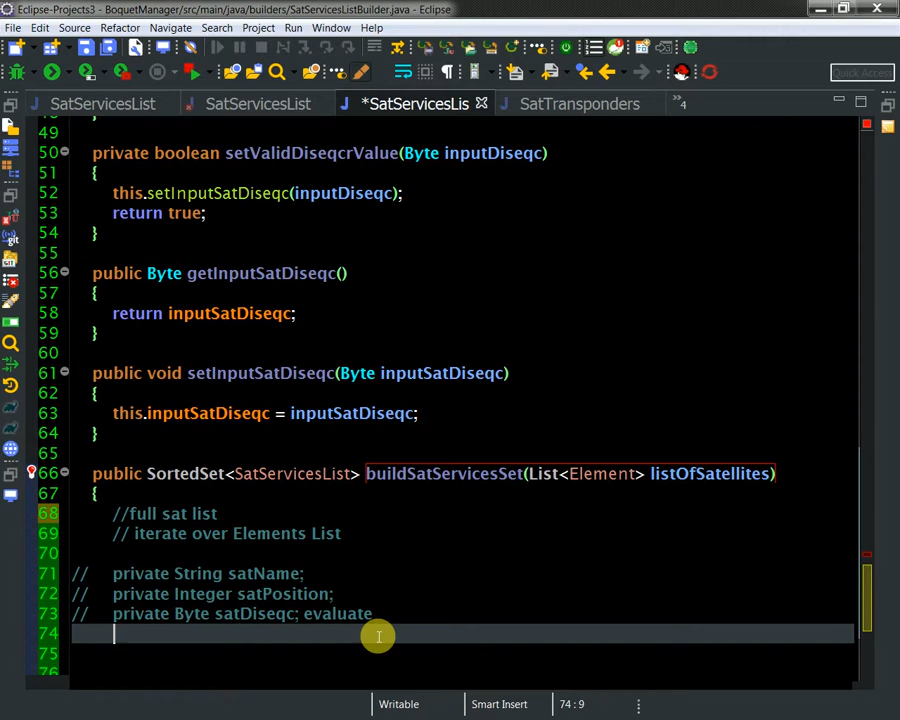 Eclipse-Projects3 - BoquetManager/src/main/java/builders/SatServicesListBuilder.java - Eclipse
File Edit Source Refactor Navigate Search Project Run Window Help
Quick Access
SatServicesList SatServicesList *SatServicesLis SatTransponders »4
49 }
50 private boolean setValidDiseqcrValue(Byte inputDiseqc)
51 {
52 this.setInputSatDiseqc(inputDiseqc);
53 return true;
54 }
55
56 public Byte getInputSatDiseqc()
57 {
58 return inputSatDiseqc;
59 }
60
61 public void setInputSatDiseqc(Byte inputSatDiseqc)
62 {
63 this.inputSatDiseqc = inputSatDiseqc;
64 }
65
66 public SortedSet<SatServicesList> buildSatServicesSet(List<Element> listOfSatellites)
67 {
68 //full sat list
69 // iterate over Elements List
70
71 // private String satName;
72 // private Integer satPosition;
73 // private Byte satDiseqc; evaluate
74
75
76
Writable Smart Insert 74 : 9